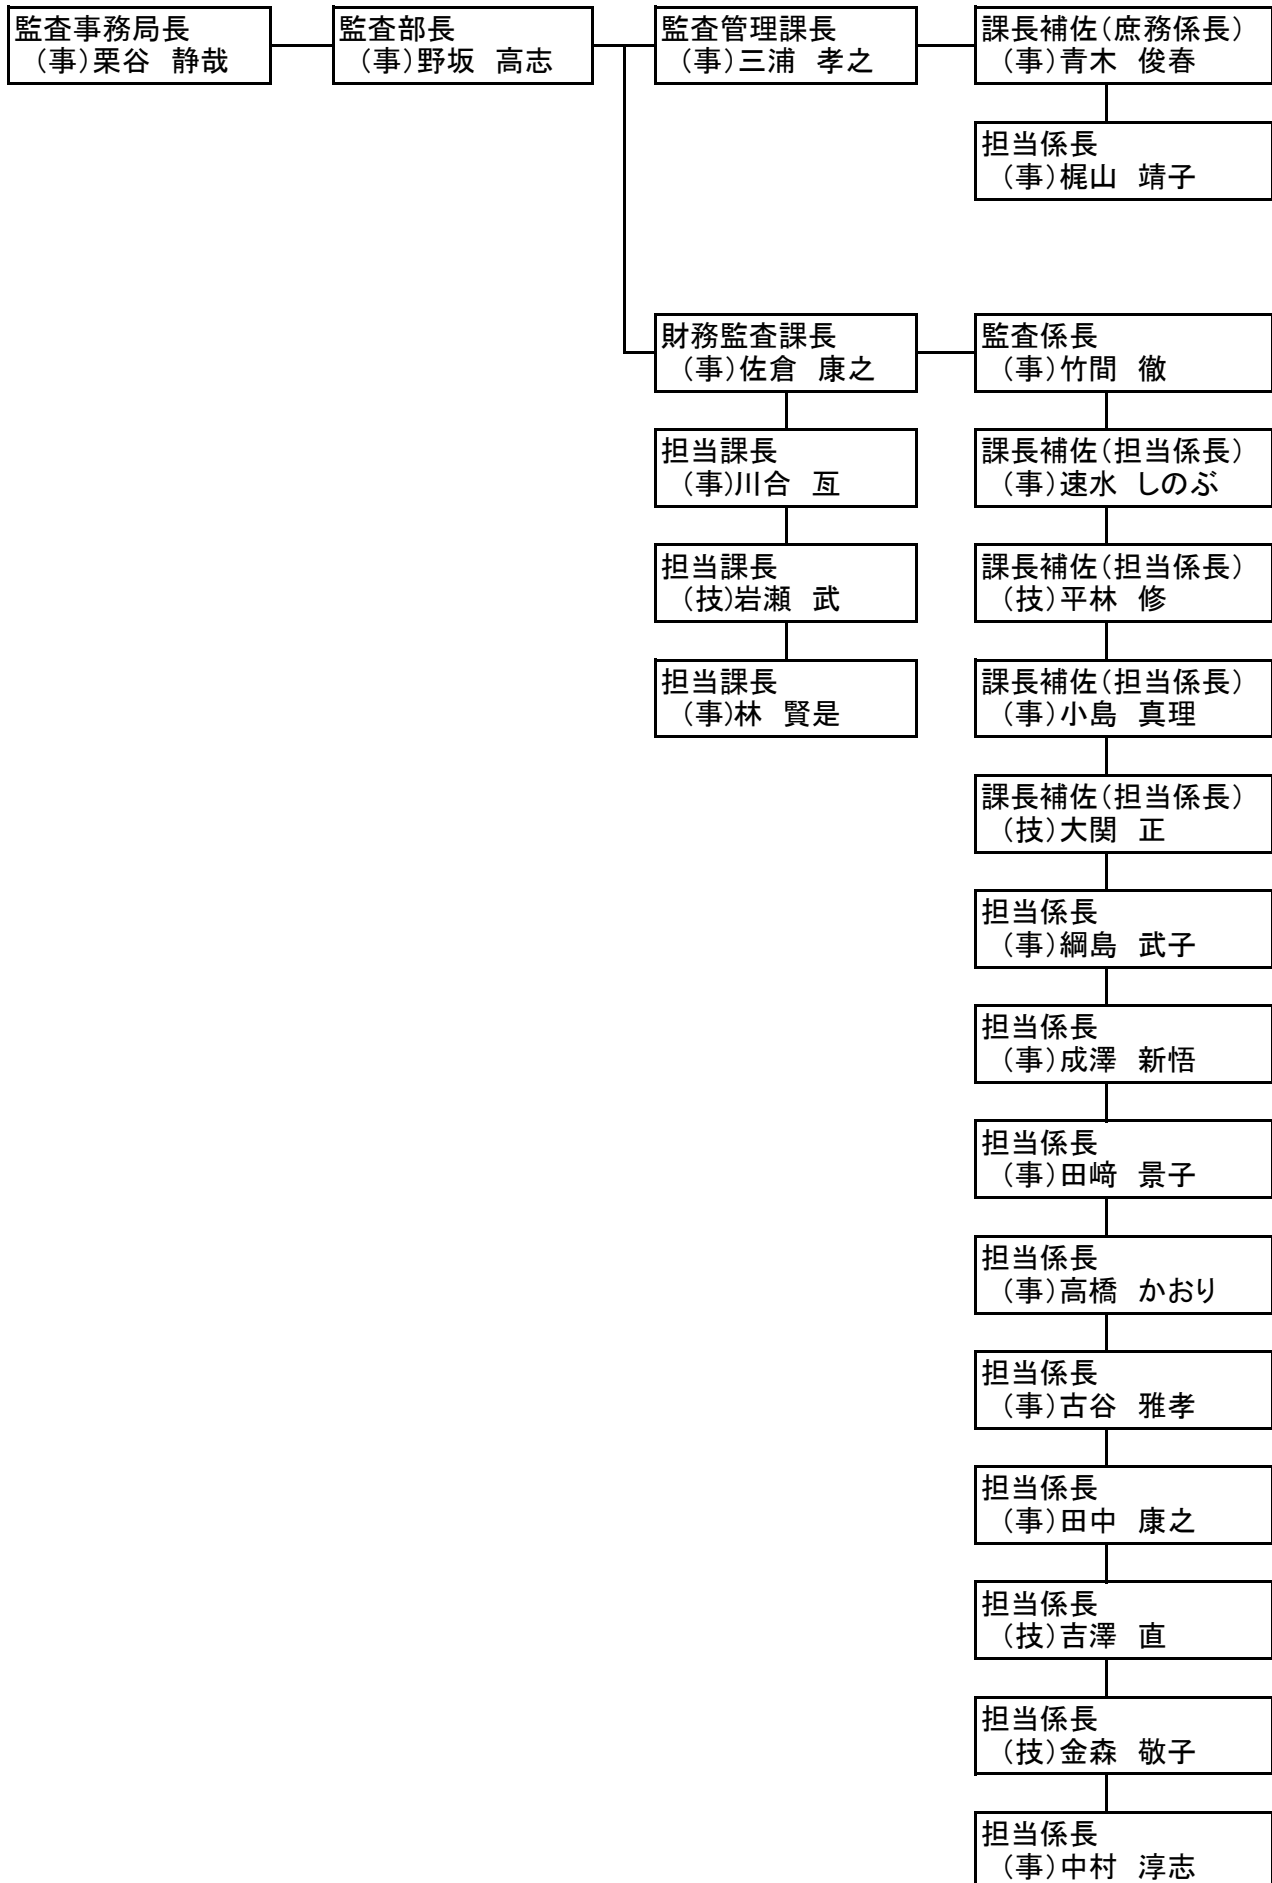 監査事務局長
（事）栗谷　静哉
監査部長
（事）野坂　高志
監査管理課長
（事）三浦　孝之
課長補佐（庶務係長）
（事）青木　俊春
担当係長
（事）梶山　靖子
財務監査課長
（事）佐倉　康之
監査係長
（事）竹間　徹
担当課長
（事）川合　亙
課長補佐（担当係長）
（事）速水　しのぶ
担当課長
（技）岩瀬　武
課長補佐（担当係長）
（技）平林　修
担当課長
（事）林　賢是
課長補佐（担当係長）
（事）小島　真理
課長補佐（担当係長）
（技）大関　正
担当係長
（事）綱島　武子
担当係長
（事）成澤　新悟
担当係長
（事）田﨑　景子
担当係長
（事）高橋　かおり
担当係長
（事）古谷　雅孝
担当係長
（事）田中　康之
担当係長
（技）吉澤　直
担当係長
（技）金森　敬子
担当係長
（事）中村　淳志